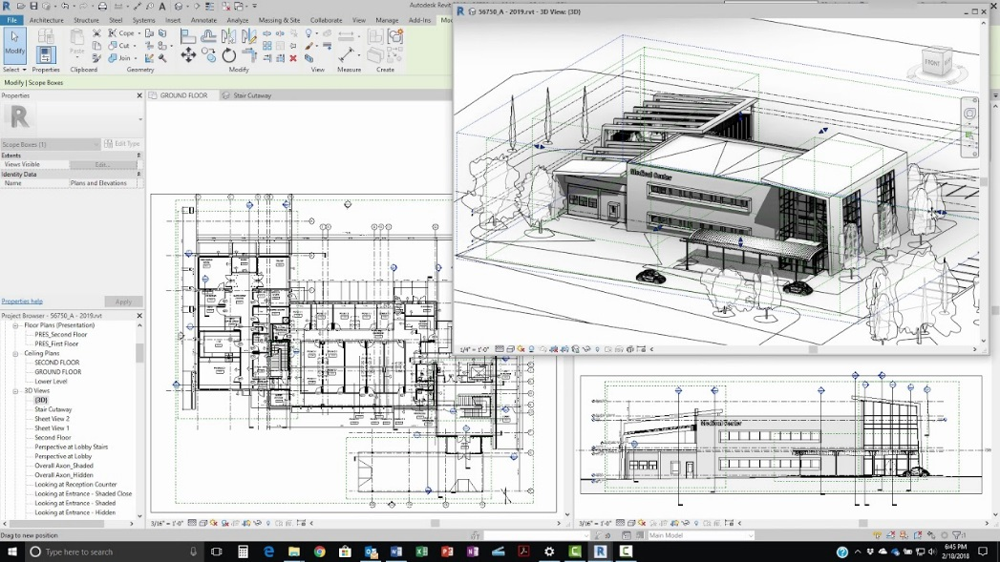 Autodesk Revit
File Architecture Structure Steel Systems Insert Annotate Analyze Massing & Site Collaborate View Manage Add-Ins
Modify
Properties
Paste
Cope
Cut
Join
Select Properties Clipboard Geometry Modify View Measure Create
Modify | Scope Boxes
Properties
Scope Boxes (1)
Edit Type
Extents
Views Visible Edit...
Identity Data
Name Plans and Elevations
Properties help
Apply
GROUND FLOOR
Stair Cutaway
56750_A - 2019.rvt - 3D View: {3D}
FRONT
Medical Center
1/4" = 1'-0"
Project Browser - 56750_A - 2019.rvt
Floor Plans (Presentation)
PRES_Second Floor
PRES_First Floor
Ceiling Plans
SECOND FLOOR
GROUND FLOOR
Lower Level
3D Views
{3D}
Stair Cutaway
Sheet View 2
Sheet View 1
Second Floor
Perspective at Lobby Stairs
Perspective at Lobby
Overall Axon_Shaded
Overall Axon_Hidden
Looking at Reception Counter
Looking at Entrance - Shaded Close
Looking at Entrance - Shaded
Looking at Entrance - Hidden
Medical Center
3/16" = 1'-0"
3/16" = 1'-0"
Drag to new position
Main Model
Type here to search
6:45 PM
2/18/2018